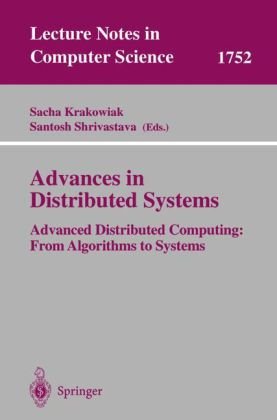 Lecture Notes in
Computer Science 1752
Sacha Krakowiak
Santosh Shrivastava (Eds.)
Advances in
Distributed Systems
Advanced Distributed Computing:
From Algorithms to Systems
Springer